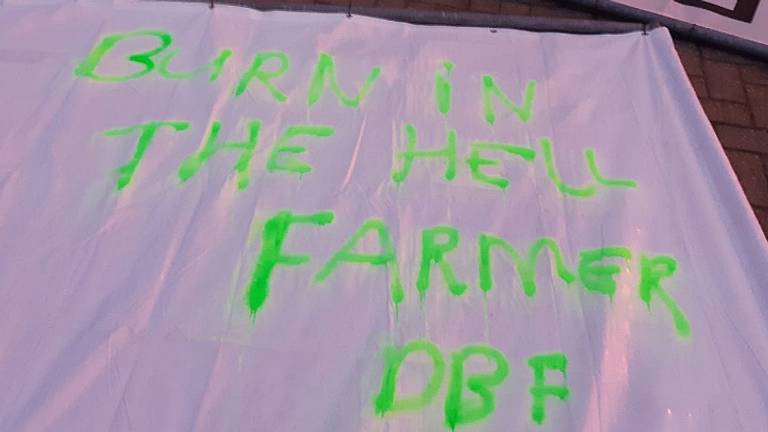 BURN iN
THE HELL
FARMER
DBF